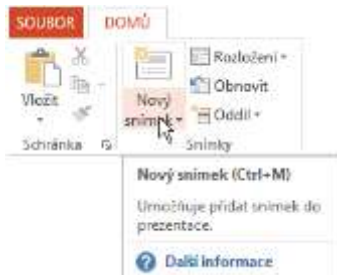 SOUBOR DOMŮ
Rozložení
Obnovit
Vložit
Nový
snímek
Oddíl
Schránka
Snímky
Nový snímek (Ctrl+M)
Umožňuje přidat snímek do
prezentace.
Další informace